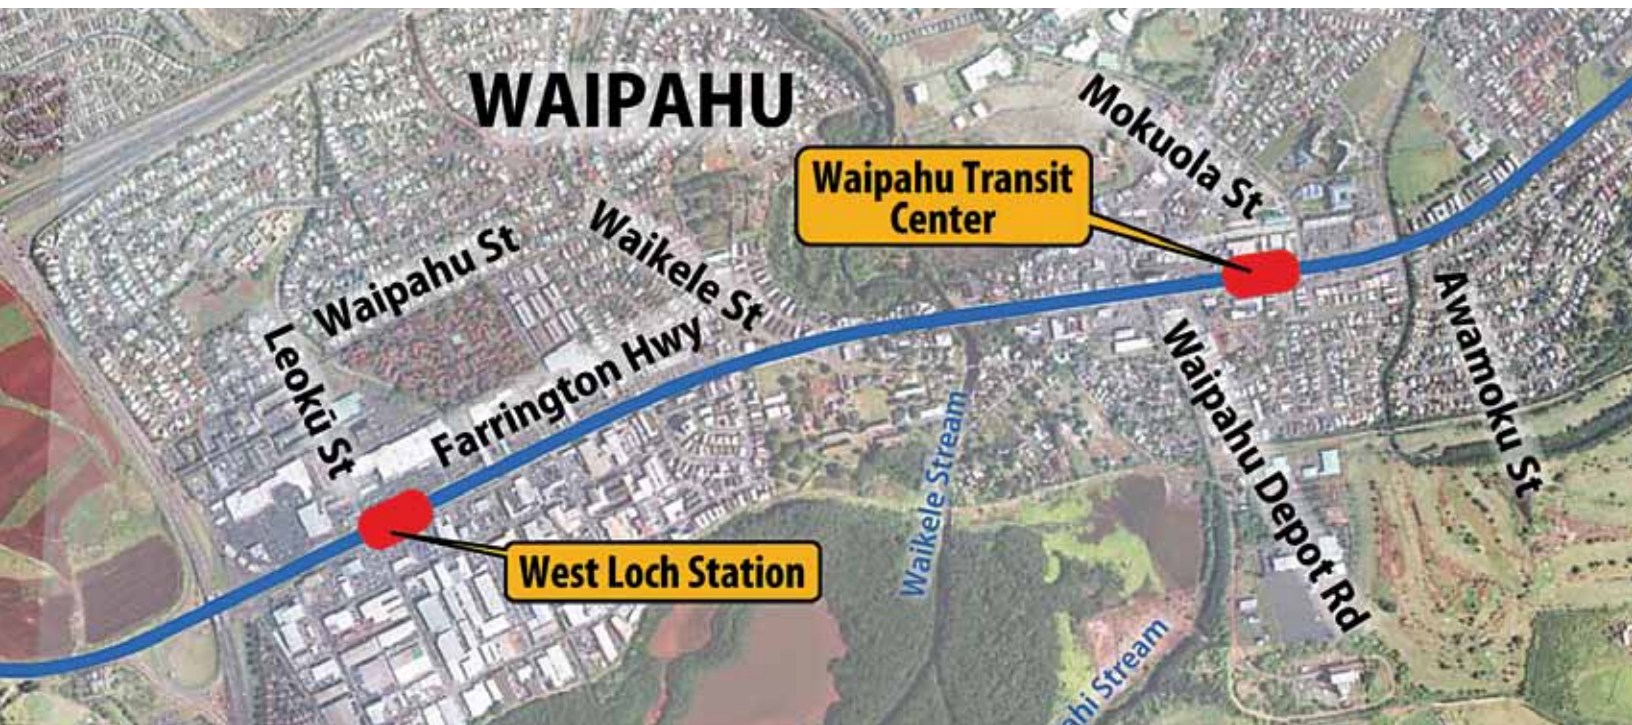 WAIPAHU
Mokuola St
Waipahu Transit
Center
Waikele St
Waipahu St
Leokū St
Farrington Hwy
Awamoku St
Waipahu Depot Rd
Waikele Stream
West Loch Station
Stream